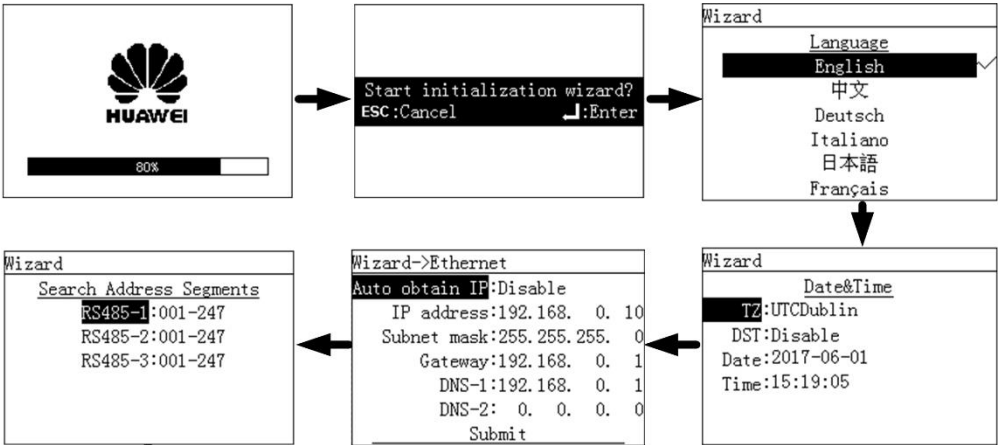 HUAWEI
80%
Start initialization wizard?
ESC:Cancel :Enter
Wizard
Language
English
中文
Deutsch
Italiano
日本語
Français
Wizard
Date&Time
TZ:UTCDublin
DST:Disable
Date:2017-06-01
Time:15:19:05
Wizard->Ethernet
Auto obtain IP:Disable
IP address:192.168. 0. 10
Subnet mask:255.255.255. 0
Gateway:192.168. 0. 1
DNS-1:192.168. 0. 1
DNS-2: 0. 0. 0. 0
Submit
Wizard
Search Address Segments
RS485-1:001-247
RS485-2:001-247
RS485-3:001-247